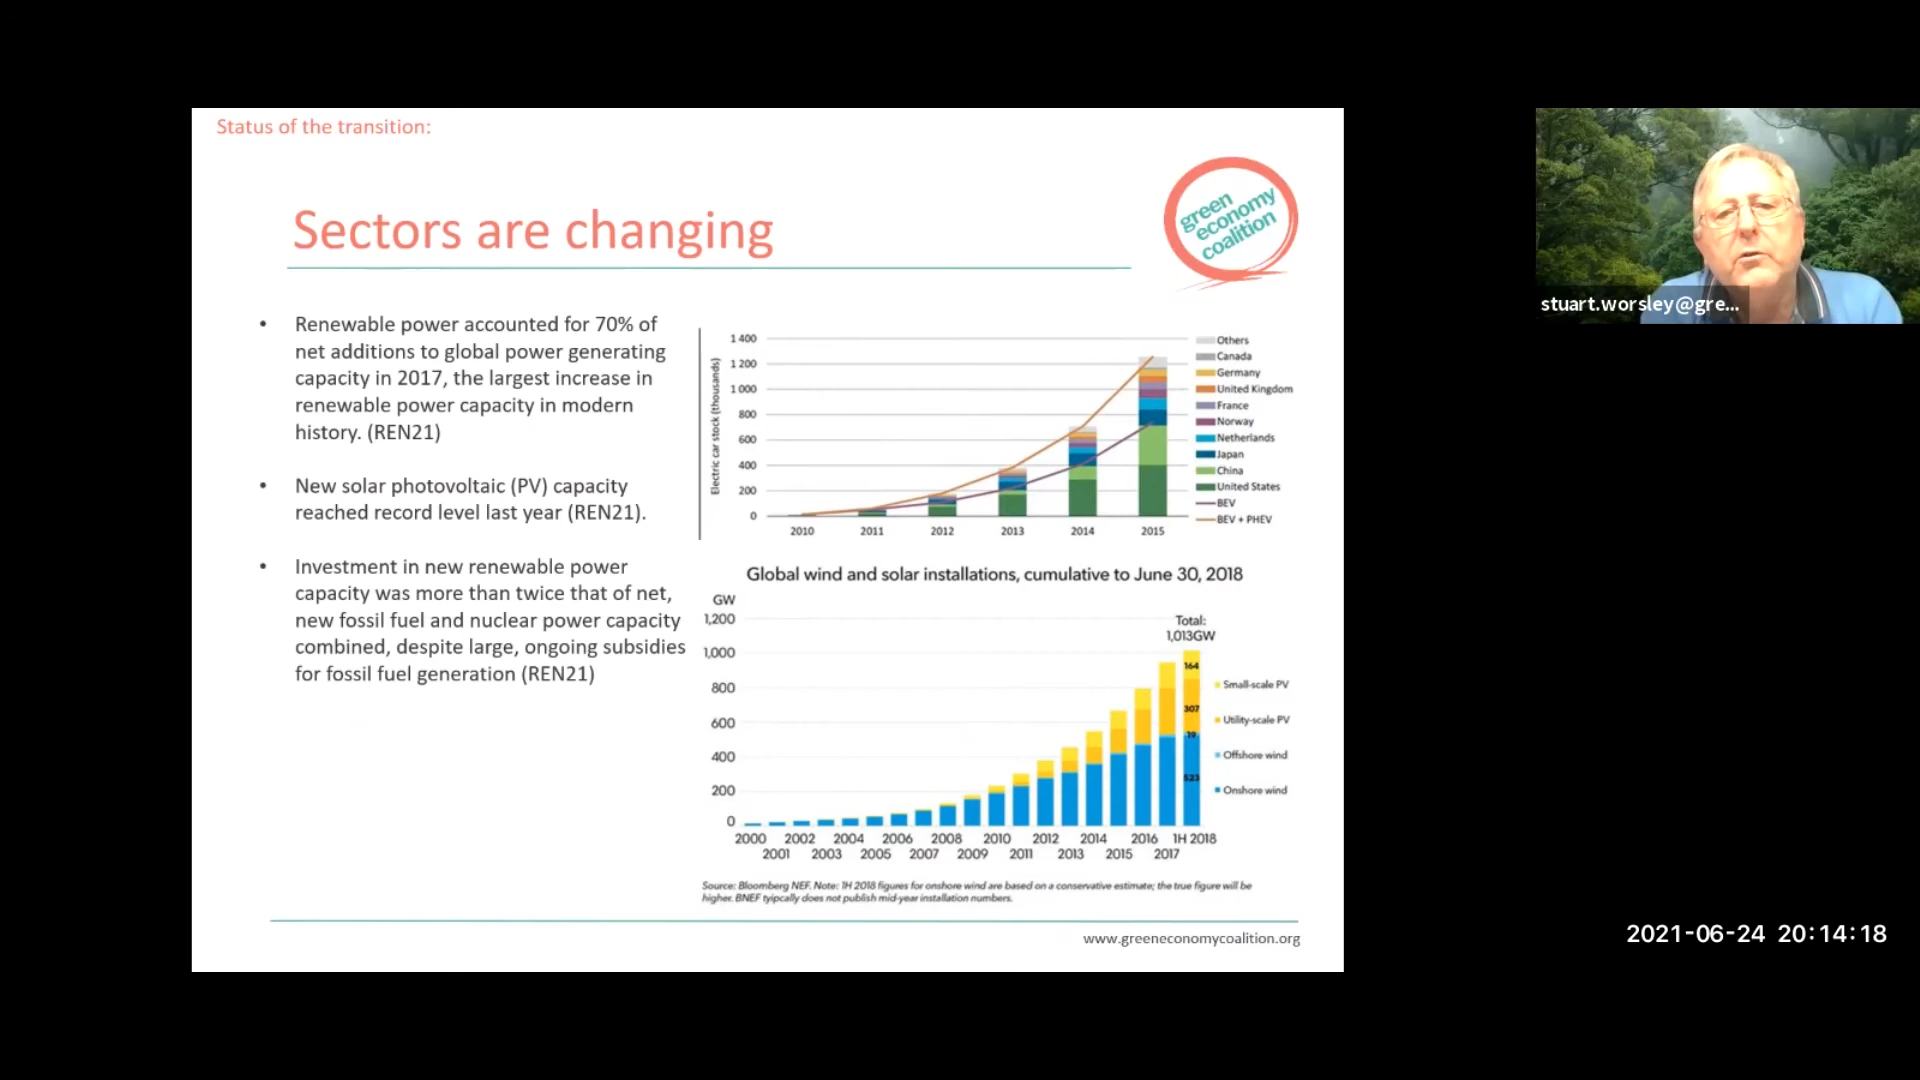 Status of the transition:
Sectors are changing
green
economy
coalition
• Renewable power accounted for 70% of
net additions to global power generating
capacity in 2017, the largest increase in
renewable power capacity in modern
history. (REN21)
• New solar photovoltaic (PV) capacity
reached record level last year (REN21).
• Investment in new renewable power
capacity was more than twice that of net,
new fossil fuel and nuclear power capacity
combined, despite large, ongoing subsidies
for fossil fuel generation (REN21)
Electric car stock (thousands)
1 400
1 200
1 000
800
600
400
200
0
2010 2011 2012 2013 2014 2015
Others
Canada
Germany
United Kingdom
France
Norway
Netherlands
Japan
China
United States
BEV
BEV + PHEV
Global wind and solar installations, cumulative to June 30, 2018
GW
1,200
1,000
800
600
400
200
0
Total:
1,013GW
164
307
19
523
Small-scale PV
Utility-scale PV
Offshore wind
Onshore wind
2000 2002 2004 2006 2008 2010 2012 2014 2016 1H 2018
2001 2003 2005 2007 2009 2011 2013 2015 2017
Source: Bloomberg NEF. Note: 1H 2018 figures for onshore wind are based on a conservative estimate; the true figure will be
higher. BNEF tyipcally does not publish mid-year installation numbers.
www.greeneconomycoalition.org
stuart.worsley@gre...
2021-06-24 20:14:18